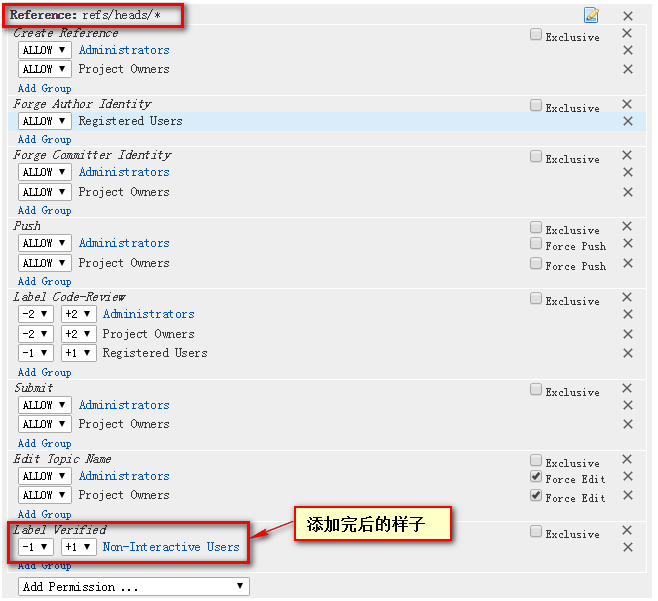 Reference: refs/heads/*
Create Reference
Exclusive
ALLOW Administrators
ALLOW Project Owners
Add Group
Forge Author Identity
Exclusive
ALLOW Registered Users
Add Group
Forge Committer Identity
Exclusive
ALLOW Administrators
ALLOW Project Owners
Add Group
Push
Exclusive
ALLOW Administrators Force Push
ALLOW Project Owners Force Push
Add Group
Label Code-Review
Exclusive
-2 +2 Administrators
-2 +2 Project Owners
-1 +1 Registered Users
Add Group
Submit
Exclusive
ALLOW Administrators
ALLOW Project Owners
Add Group
Edit Topic Name
Exclusive
ALLOW Administrators Force Edit
ALLOW Project Owners Force Edit
Add Group
添加完后的样子
Label Verified
Exclusive
-1 +1 Non-Interactive Users
Add Group
Add Permission ...